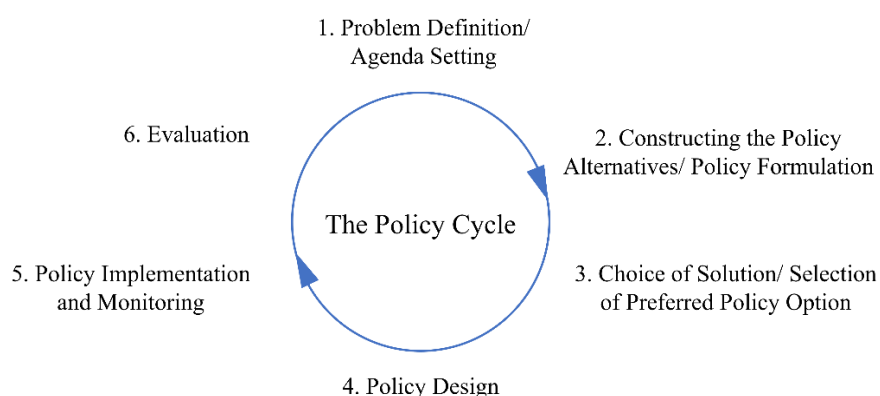 1. Problem Definition/
Agenda Setting
2. Constructing the Policy
Alternatives/ Policy Formulation
3. Choice of Solution/ Selection
of Preferred Policy Option
4. Policy Design
5. Policy Implementation
and Monitoring
6. Evaluation
The Policy Cycle